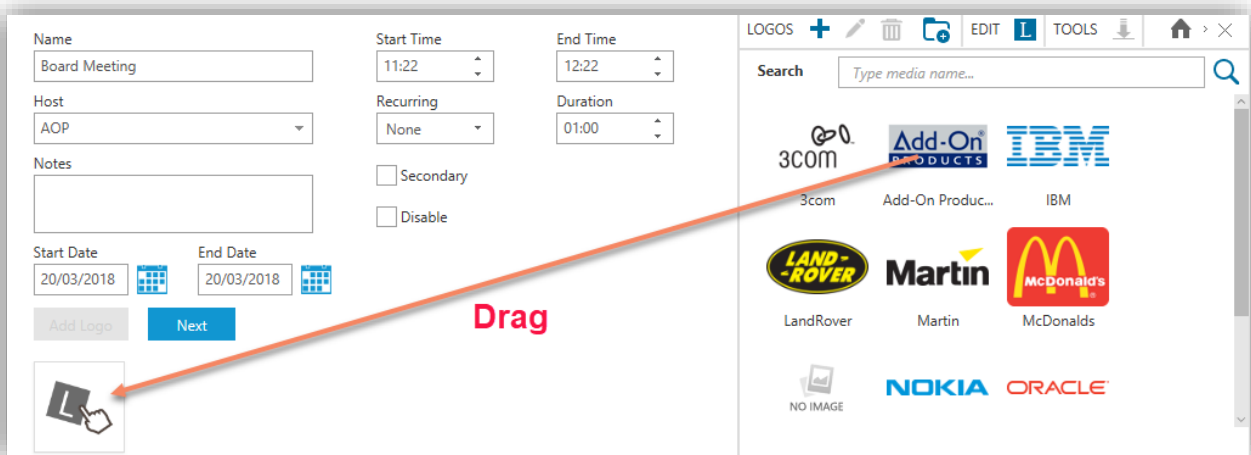 Name
Board Meeting
Host
AOP
Notes
Start Date
End Date
20/03/2018
20/03/2018
Add Logo
Next
Start Time
End Time
11:22
12:22
Recurring
Duration
None
01:00
Secondary
Disable
Drag
L
LOGOS
EDIT
L
TOOLS
Search
Type media name...
3COM
Add-On®
PRODUCTS
IBM
3com
Add-On Produc...
IBM
LAND-
-ROVER
Martin
McDonald's
LandRover
Martin
McDonalds
NO IMAGE
NOKIA
ORACLE